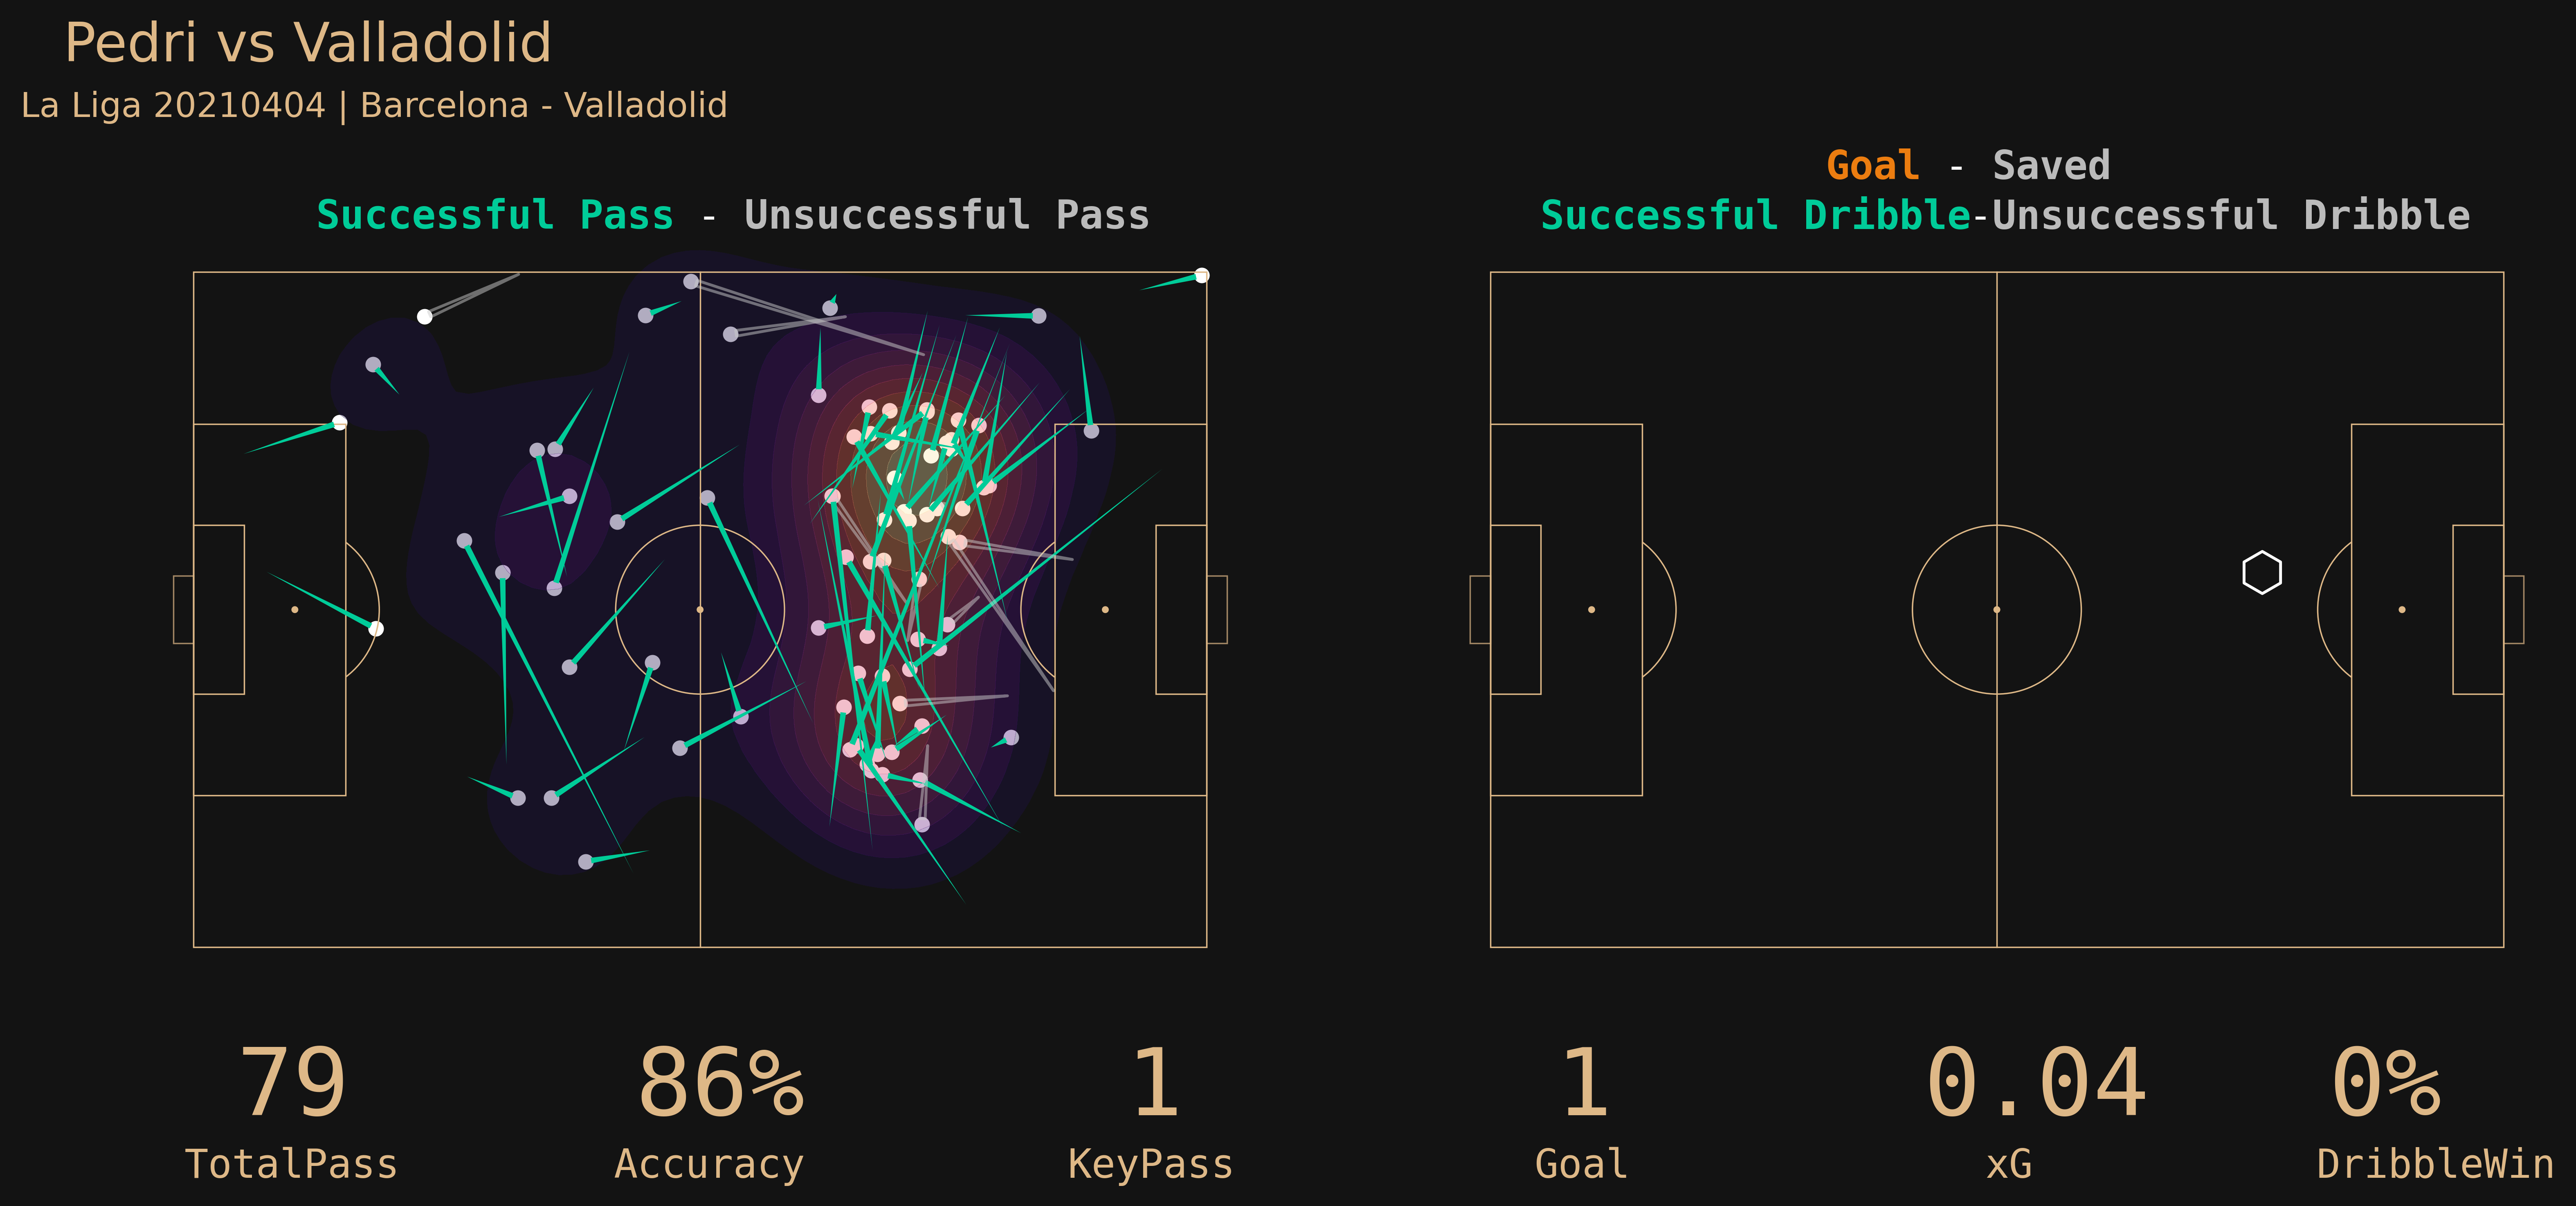 Pedri vs Valladolid
La Liga 20210404 | Barcelona - Valladolid
Successful Pass - Unsuccessful Pass
Goal - Saved
Successful Dribble-Unsuccessful Dribble
79 86% 1 1 0.04 0%
TotalPass Accuracy KeyPass Goal xG DribbleWin